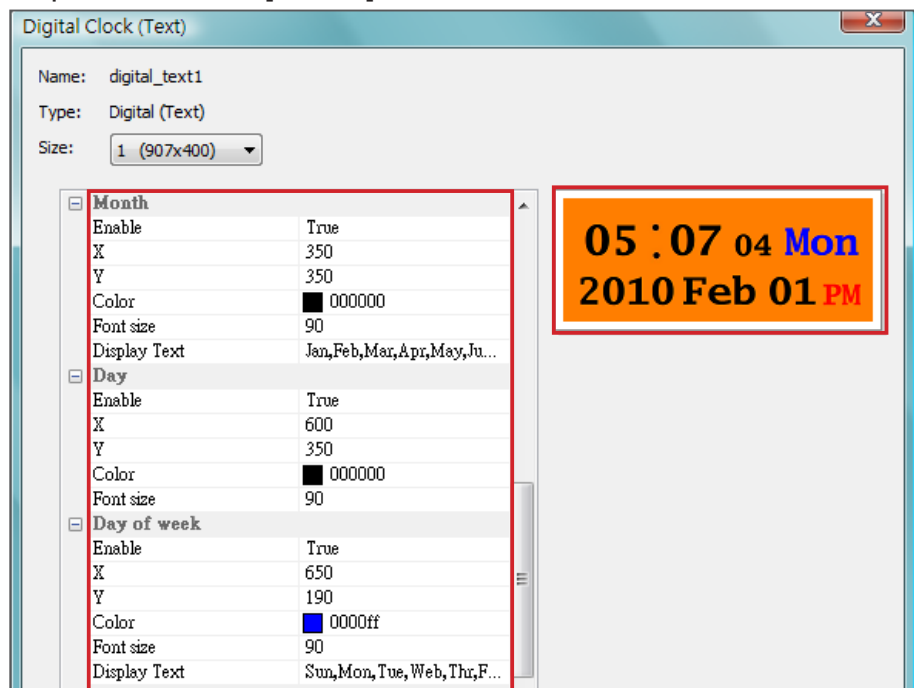 Digital Clock (Text)
Name: digital_text1
Type: Digital (Text)
Size: 1 (907x400)
Month
Enable True
X 350
Y 350
Color 000000
Font size 90
Display Text Jan,Feb,Mar,Apr,May,Ju...
Day
Enable True
X 600
Y 350
Color 000000
Font size 90
Day of week
Enable True
X 650
Y 190
Color 0000ff
Font size 90
Display Text Sun,Mon,Tue,Web,Thr,F...
05:07 04 Mon
2010 Feb 01 PM